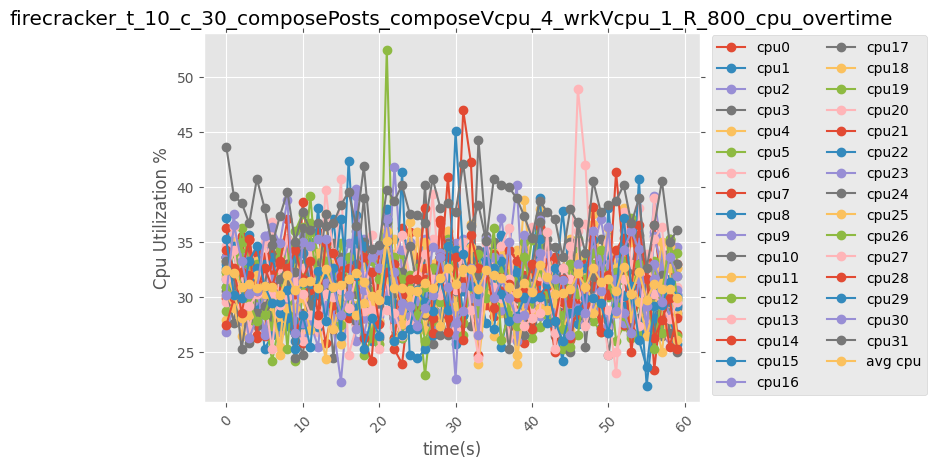 firecracker_t_10_c_30_composePosts_composeVcpu_4_wrkVcpu_1_R_800_cpu_overtime
Cpu Utilization %
50
45
40
35
30
25
0
10
20
30
40
50
60
time(s)
cpu0
cpu1
cpu2
cpu3
cpu4
cpu5
cpu6
cpu7
cpu8
cpu9
cpu10
cpu11
cpu12
cpu13
cpu14
cpu15
cpu16
cpu17
cpu18
cpu19
cpu20
cpu21
cpu22
cpu23
cpu24
cpu25
cpu26
cpu27
cpu28
cpu29
cpu30
cpu31
avg cpu